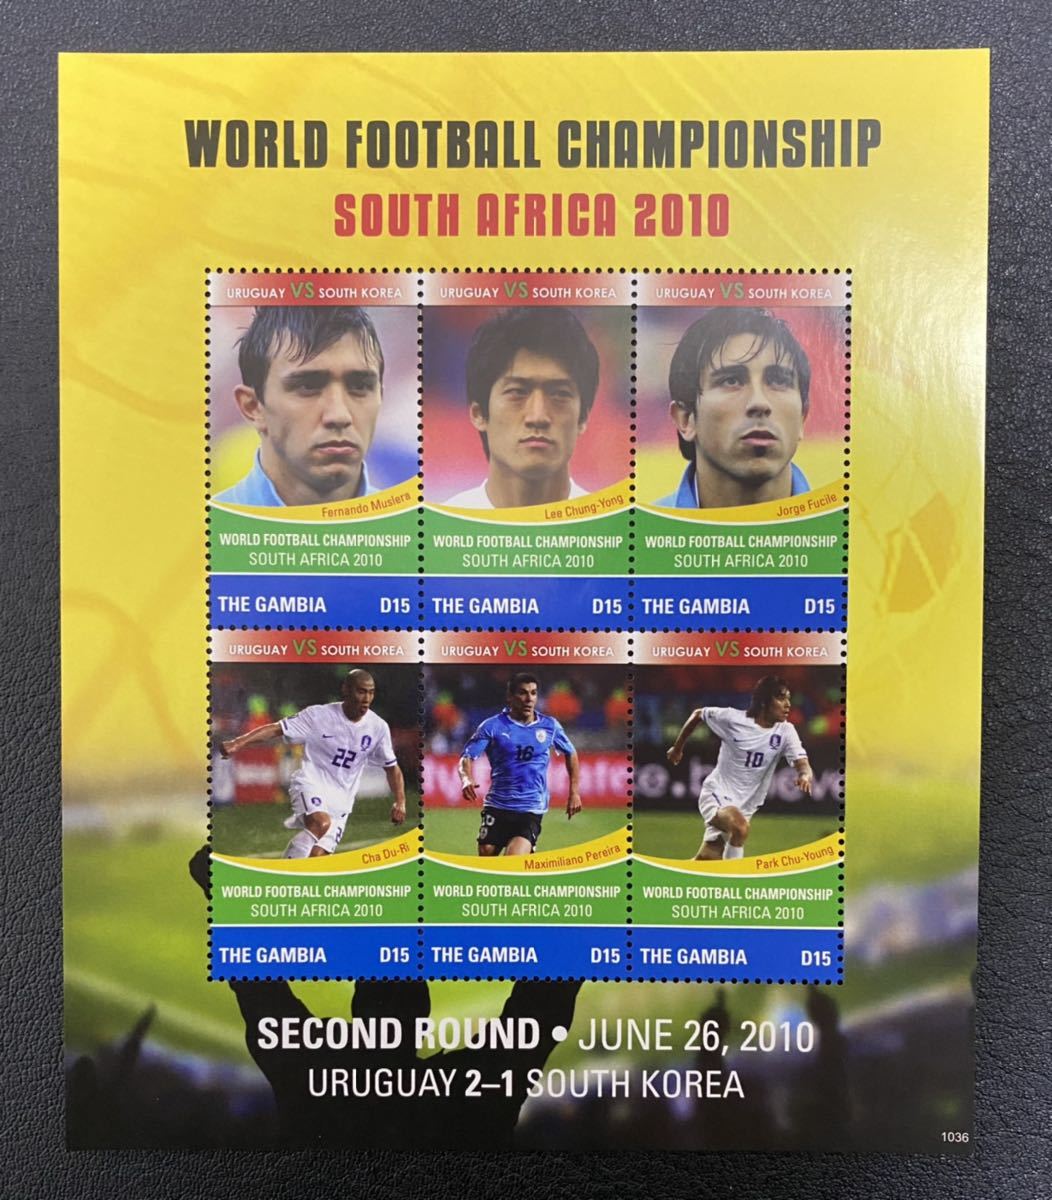 WORLD FOOTBALL CHAMPIONSHIP
SOUTH AFRICA 2010
URUGUAY VS SOUTH KOREA
Fernando Muslera
WORLD FOOTBALL CHAMPIONSHIP
SOUTH AFRICA 2010
THE GAMBIA D15
URUGUAY VS SOUTH KOREA
Lee Chung-Yong
WORLD FOOTBALL CHAMPIONSHIP
SOUTH AFRICA 2010
THE GAMBIA D15
URUGUAY VS SOUTH KOREA
Jorge Fucile
WORLD FOOTBALL CHAMPIONSHIP
SOUTH AFRICA 2010
THE GAMBIA D15
URUGUAY VS SOUTH KOREA
22
Cha Du-Ri
WORLD FOOTBALL CHAMPIONSHIP
SOUTH AFRICA 2010
THE GAMBIA D15
URUGUAY VS SOUTH KOREA
16
Maximiliano Pereira
WORLD FOOTBALL CHAMPIONSHIP
SOUTH AFRICA 2010
THE GAMBIA D15
URUGUAY VS SOUTH KOREA
10
Park Chu-Young
WORLD FOOTBALL CHAMPIONSHIP
SOUTH AFRICA 2010
THE GAMBIA D15
SECOND ROUND • JUNE 26, 2010
URUGUAY 2–1 SOUTH KOREA
1036